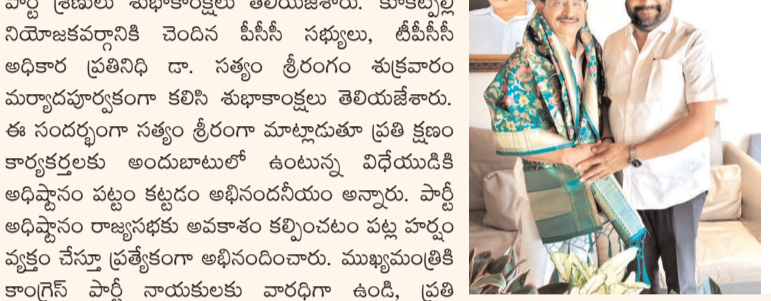 పార్టీ శ్రేణులు శుభాకాంక్షలు తెలియజేశారు. కూకట్‌పల్లి
నియోజకవర్గానికి చెందిన పీసీసీ సభ్యులు, టీపీసీసీ
అధికార ప్రతినిధి డా. సత్యం శ్రీరంగం శుక్రవారం
మర్యాదపూర్వకంగా కలిసి శుభాకాంక్షలు తెలియజేశారు.
ఈ సందర్భంగా సత్యం శ్రీరంగా మాట్లాడుతూ ప్రతి క్షణం
కార్యకర్తలకు అందుబాటులో ఉంటున్న విధేయుడికి
అధిష్టానం పట్టం కట్టడం అభినందనీయం అన్నారు. పార్టీ
అధిష్టానం రాజ్యసభకు అవకాశం కల్పించటం పట్ల హర్షం
వ్యక్తం చేస్తూ ప్రత్యేకంగా అభినందించారు. ముఖ్యమంత్రికి
కాంగ్రెస్ పార్టీ నాయకులకు వారధిగా ఉండి, ప్రతి